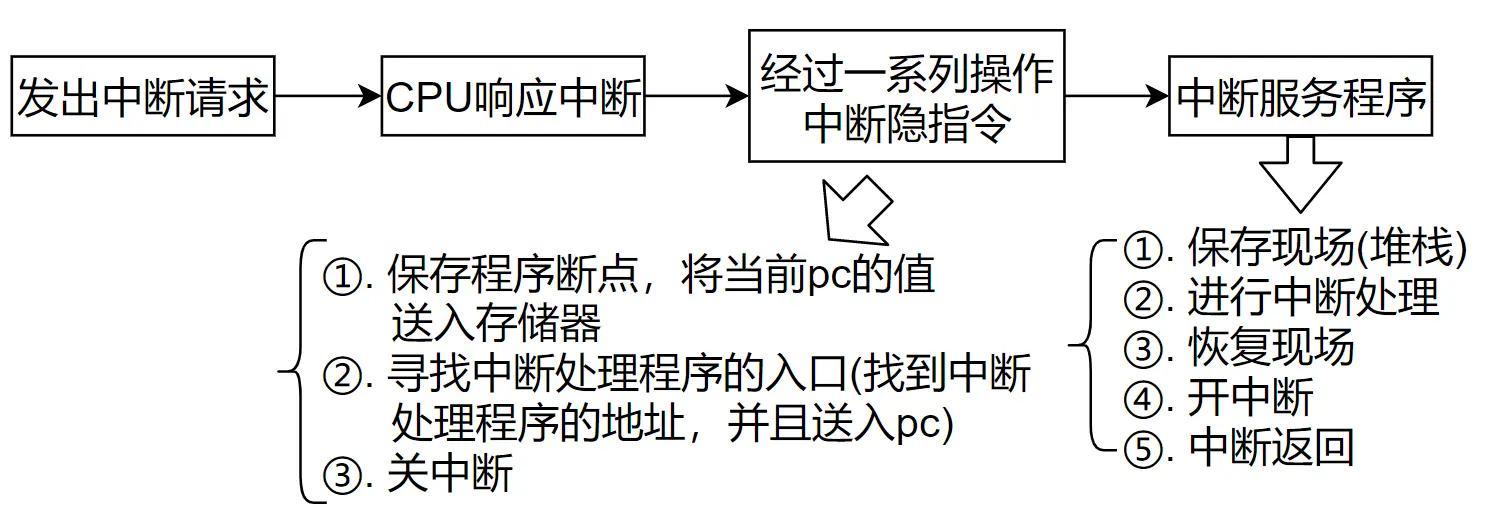 发出中断请求
CPU响应中断
经过一系列操作
中断隐指令
中断服务程序
①. 保存程序断点，将当前pc的值
送入存储器
②. 寻找中断处理程序的入口(找到中断
处理程序的地址，并且送入pc)
③. 关中断
①. 保存现场(堆栈)
②. 进行中断处理
③. 恢复现场
④. 开中断
⑤. 中断返回